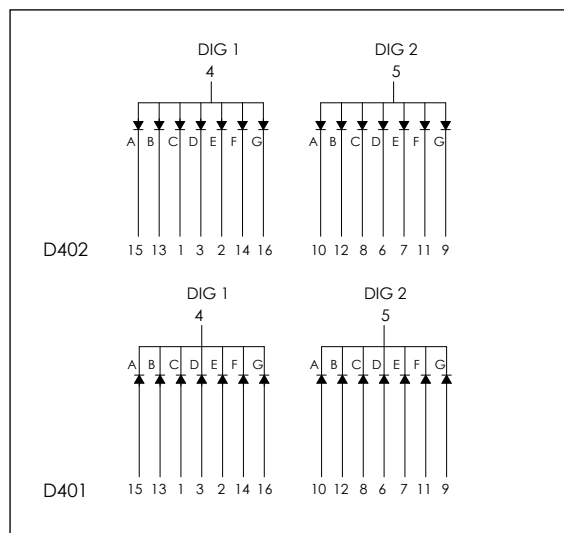 DIG 1 DIG 2
4 5
A B C D E F G A B C D E F G
D402 15 13 1 3 2 14 16 10 12 8 6 7 11 9
DIG 1 DIG 2
4 5
A B C D E F G A B C D E F G
D401 15 13 1 3 2 14 16 10 12 8 6 7 11 9